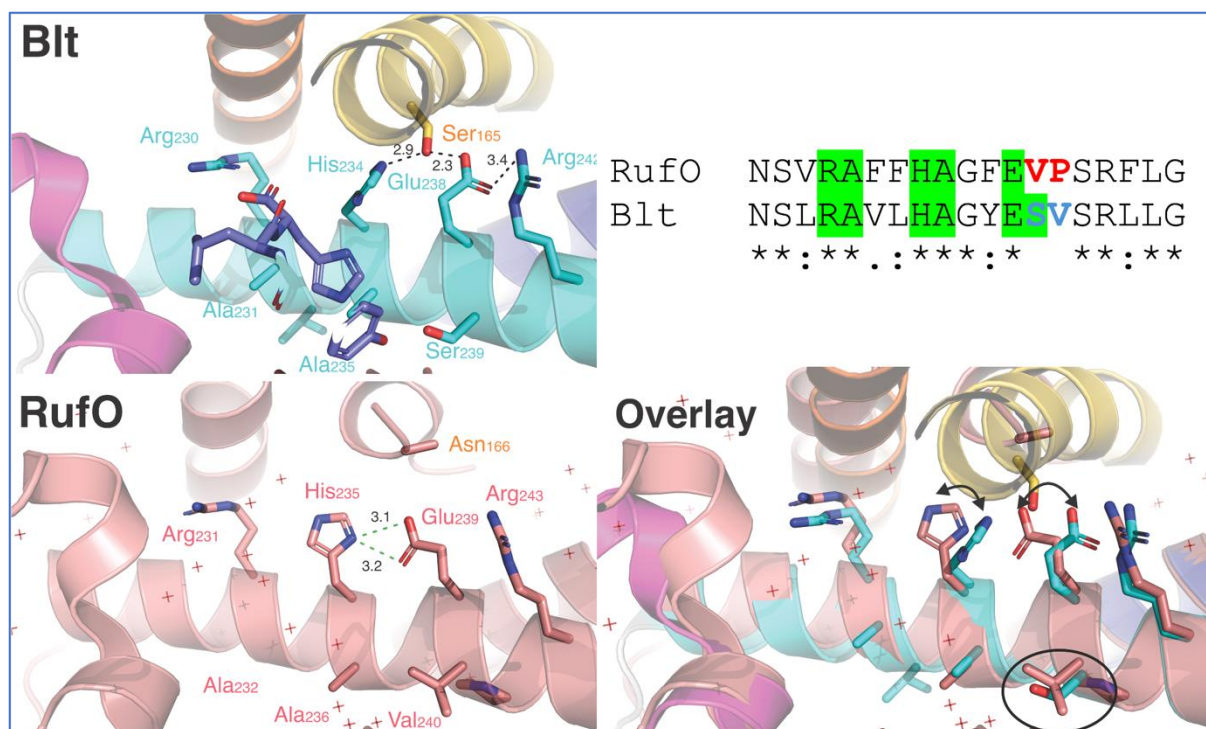 Blt
Arg230
His234
2.9
Ser165
2.3
Glu238
3.4
Arg242
Ala231
Ala235
Ser239
RufO NSVRAFFHAGFEVPSRFLG
Blt NSLRAVLHAGYESVSRLLG
**:**.:***:* **:**
RufO
Asn166
His235
3.1
Glu239
Arg243
Arg231
3.2
Ala232
Ala236
Val240
Overlay